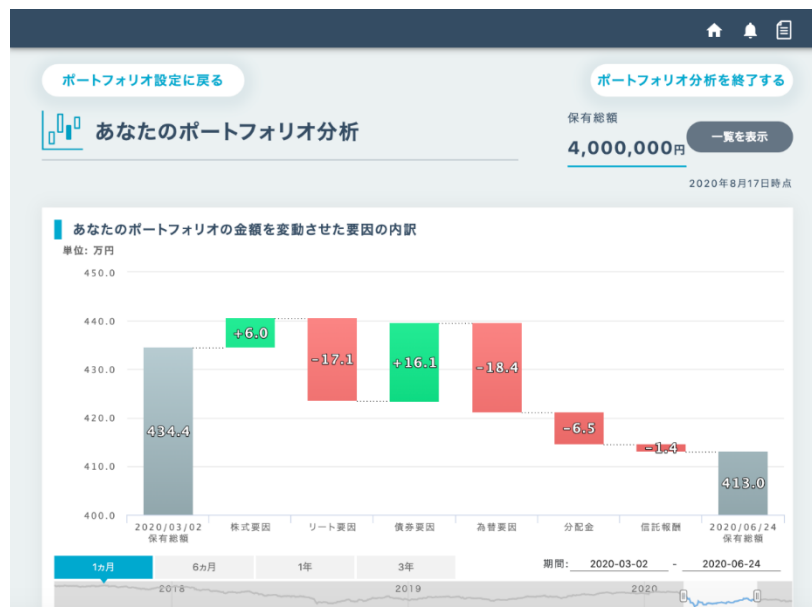 ポートフォリオ設定に戻る
ポートフォリオ分析を終了する
あなたのポートフォリオ分析
保有総額
4,000,000円
一覧を表示
2020年8月17日時点
あなたのポートフォリオの金額を変動させた要因の内訳
単位: 万円
450.0
440.0
430.0
420.0
410.0
400.0
434.4
+6.0
-17.1
+16.1
-18.4
-6.5
-1.4
413.0
2020/03/02
保有総額
株式要因
リート要因
債券要因
為替要因
分配金
信託報酬
2020/06/24
保有総額
1ヵ月
6ヵ月
1年
3年
期間: 2020-03-02 - 2020-06-24
2018
2019
2020